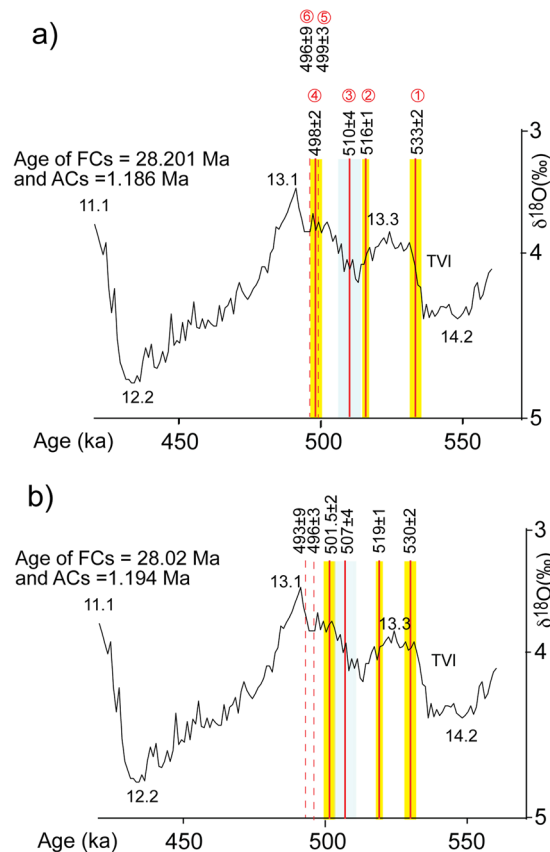 a)
⑥ ⑤
496±9
499±3
④ ③ ② ①
498±2
510±4
516±1
533±2
Age of FCs = 28.201 Ma
and ACs =1.186 Ma
11.1
13.1
13.3
TVI
12.2
14.2
3
4
5
δ18O(‰)
Age (ka) 450 500 550
b)
493±9
496±3
501.5±2
507±4
519±1
530±2
Age of FCs = 28.02 Ma
and ACs =1.194 Ma
11.1
13.1
13.3
TVI
12.2
14.2
3
4
5
δ18O(‰)
Age (ka) 450 500 550